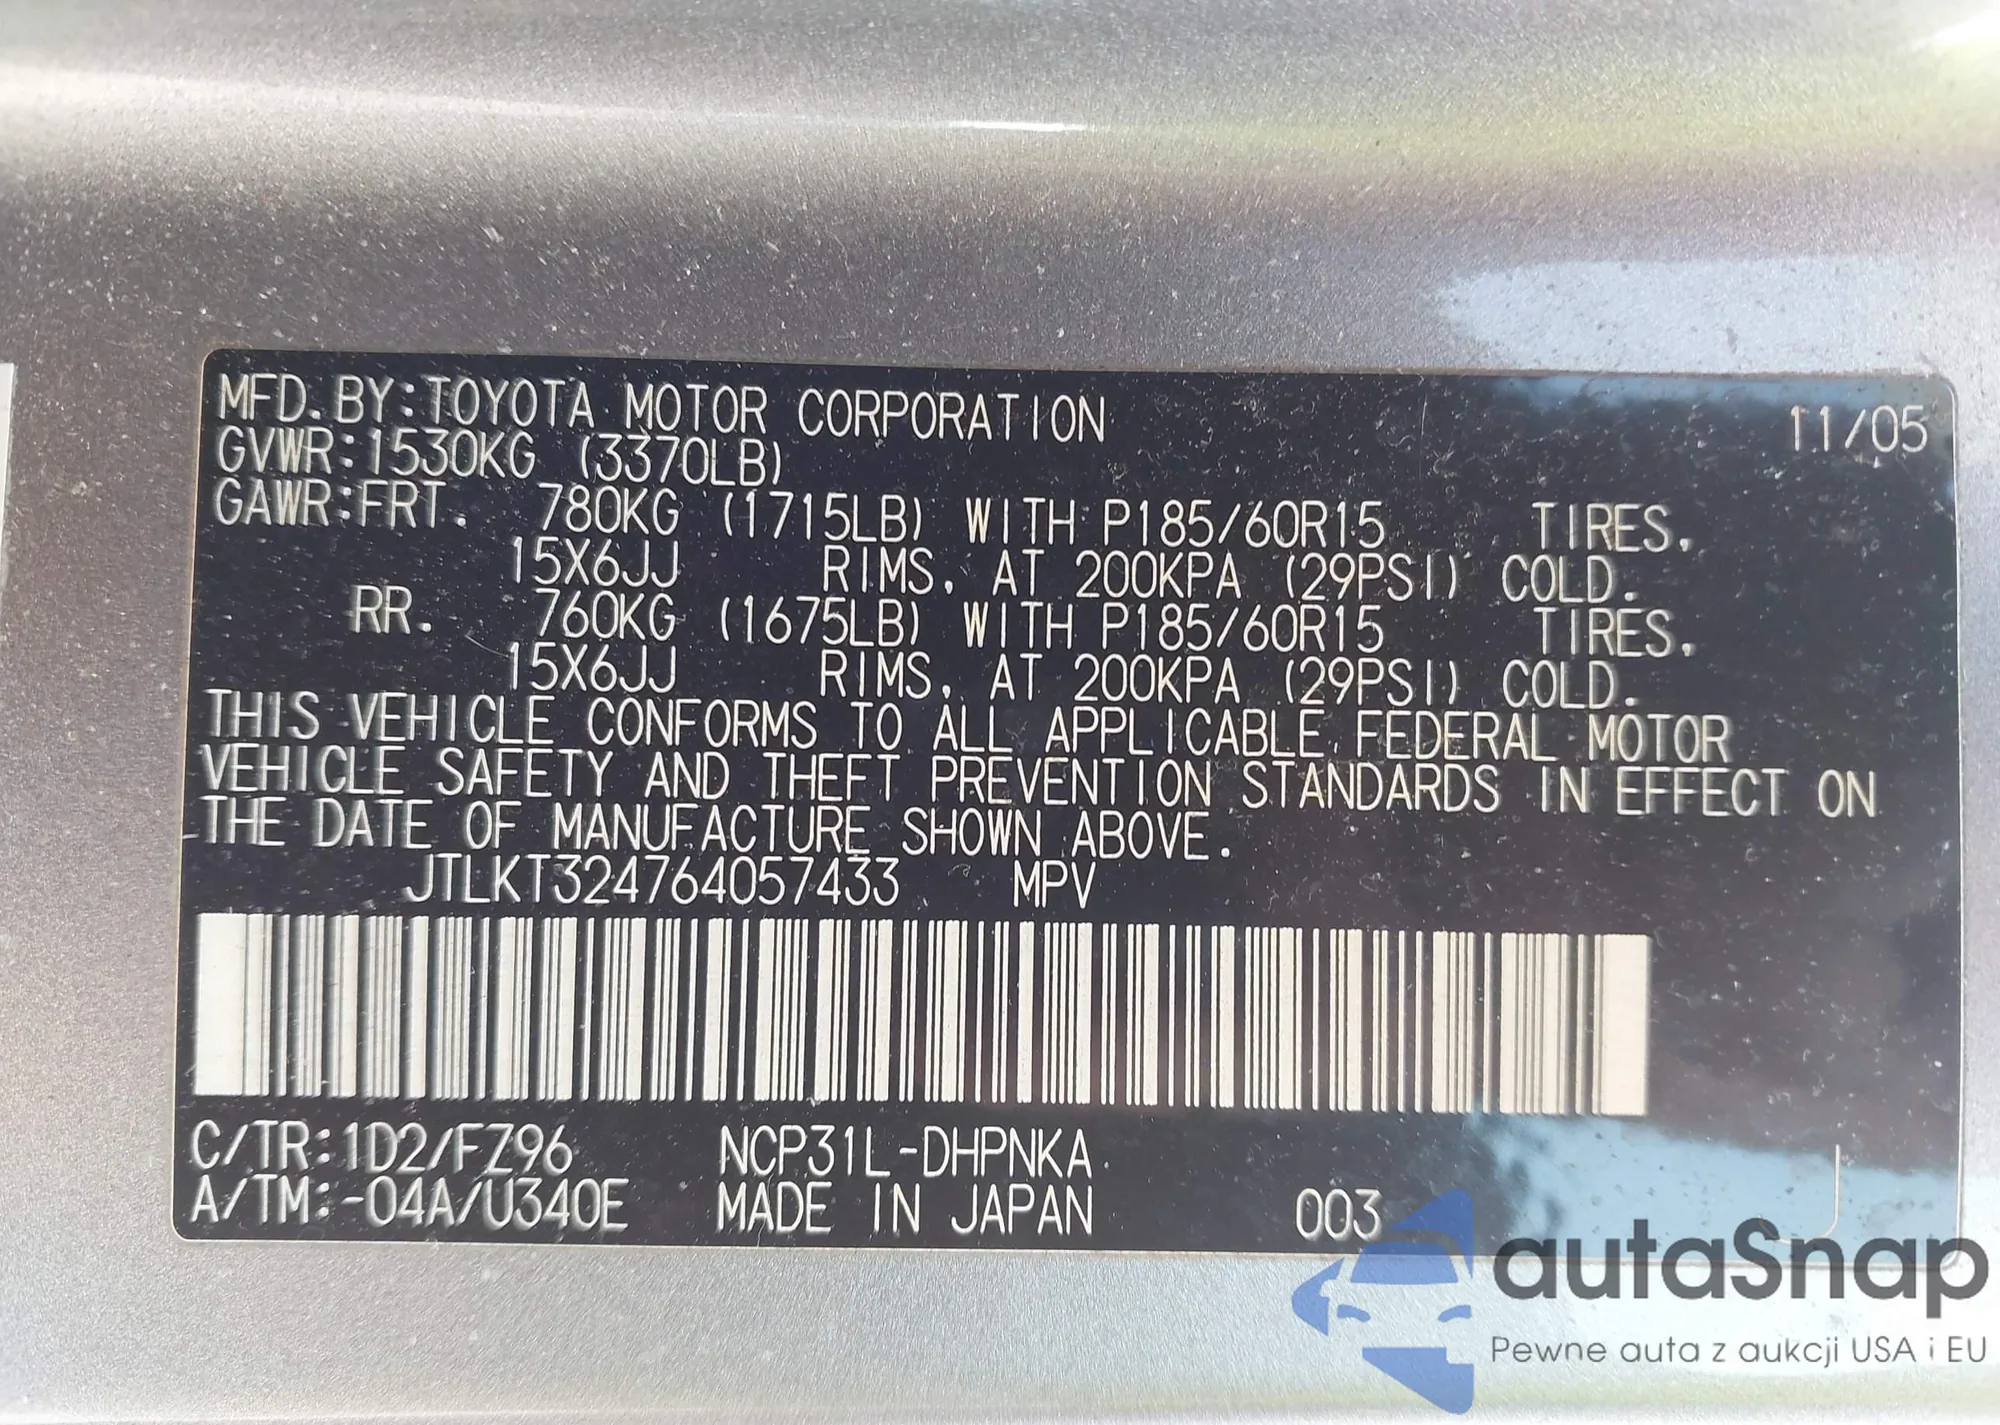 MFD. BY: TOYOTA MOTOR CORPORATION 11/05
GVWR: 1530KG (3370LB)
GAWR: FRT. 780KG (1715LB) WITH P185/60R15 TIRES.
15X6JJ RIMS, AT 200KPA (29PSI) COLD.
RR. 760KG (1675LB) WITH P185/60R15 TIRES.
15X6JJ RIMS, AT 200KPA (29PSI) COLD.
THIS VEHICLE CONFORMS TO ALL APPLICABLE FEDERAL MOTOR
VEHICLE SAFETY AND THEFT PREVENTION STANDARDS IN EFFECT ON
THE DATE OF MANUFACTURE SHOWN ABOVE.
JTLKT324764057433 MPV
C/TR: 1D2/FZ96 NCP31L-DHPNKA
A/TM: -04A/U340E MADE IN JAPAN 003
autaSnap
Pewne auta z aukcji USA i EU